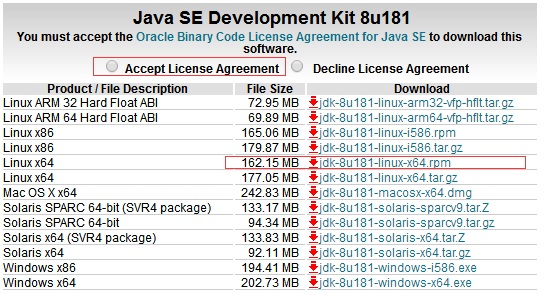 Java SE Development Kit 8u181
You must accept the Oracle Binary Code License Agreement for Java SE to download this
software.
Accept License Agreement Decline License Agreement
Product / File Description File Size Download
Linux ARM 32 Hard Float ABI 72.95 MB jdk-8u181-linux-arm32-vfp-hflt.tar.gz
Linux ARM 64 Hard Float ABI 69.89 MB jdk-8u181-linux-arm64-vfp-hflt.tar.gz
Linux x86 165.06 MB jdk-8u181-linux-i586.rpm
Linux x86 179.87 MB jdk-8u181-linux-i586.tar.gz
Linux x64 162.15 MB jdk-8u181-linux-x64.rpm
Linux x64 177.05 MB jdk-8u181-linux-x64.tar.gz
Mac OS X x64 242.83 MB jdk-8u181-macosx-x64.dmg
Solaris SPARC 64-bit (SVR4 package) 133.17 MB jdk-8u181-solaris-sparcv9.tar.Z
Solaris SPARC 64-bit 94.34 MB jdk-8u181-solaris-sparcv9.tar.gz
Solaris x64 (SVR4 package) 133.83 MB jdk-8u181-solaris-x64.tar.Z
Solaris x64 92.11 MB jdk-8u181-solaris-x64.tar.gz
Windows x86 194.41 MB jdk-8u181-windows-i586.exe
Windows x64 202.73 MB jdk-8u181-windows-x64.exe